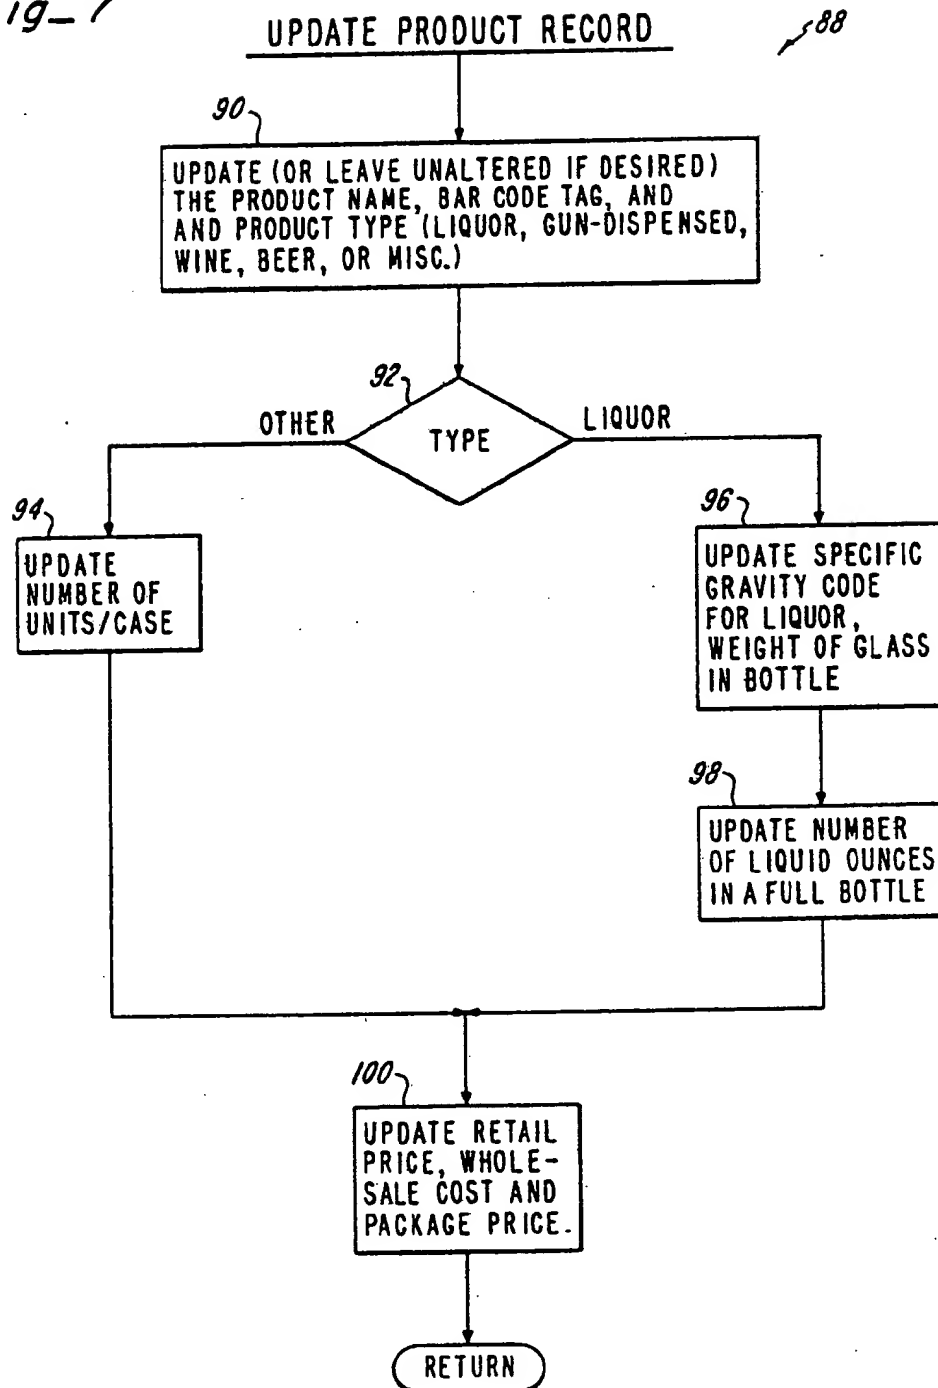 ig_7
UPDATE PRODUCT RECORD
88
90
UPDATE (OR LEAVE UNALTERED IF DESIRED)
THE PRODUCT NAME, BAR CODE TAG, AND
AND PRODUCT TYPE (LIQUOR, GUN-DISPENSED,
WINE, BEER, OR MISC.)
92
OTHER
TYPE
LIQUOR
94
UPDATE
NUMBER OF
UNITS/CASE
96
UPDATE SPECIFIC
GRAVITY CODE
FOR LIQUOR,
WEIGHT OF GLASS
IN BOTTLE
98
UPDATE NUMBER
OF LIQUID OUNCES
IN A FULL BOTTLE
100
UPDATE RETAIL
PRICE, WHOLE-
SALE COST AND
PACKAGE PRICE.
RETURN